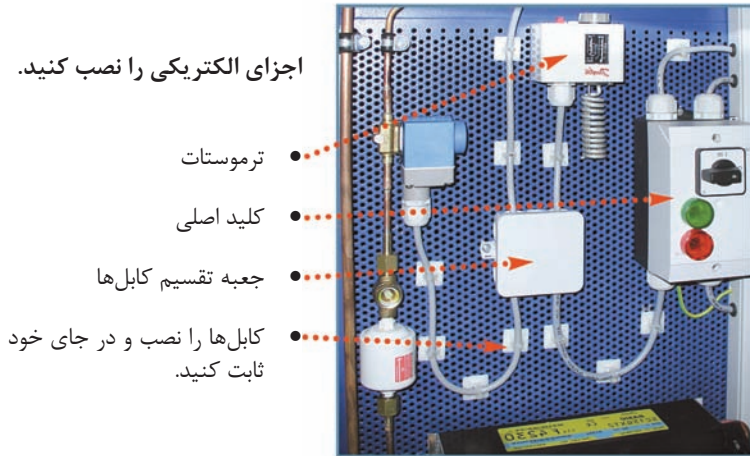 اجزای الکتریکی را نصب کنید.
● ترموستات
● کلید اصلی
● جعبه تقسیم کابل‌ها
● کابل‌ها را نصب و در جای خود
ثابت کنید.
Danfoss